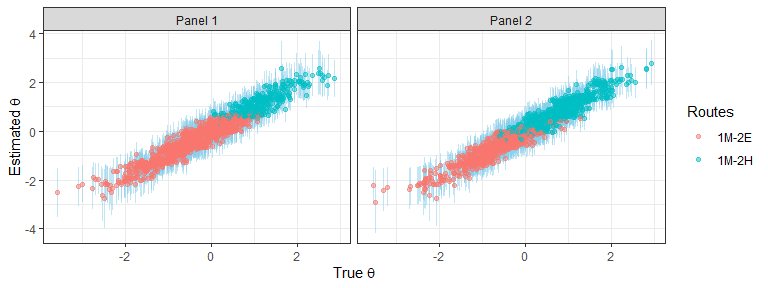 Panel 1
Panel 2
4
2
0
-2
-4
Estimated θ
-2
0
2
-2
0
2
True θ
Routes
1M-2E
1M-2H